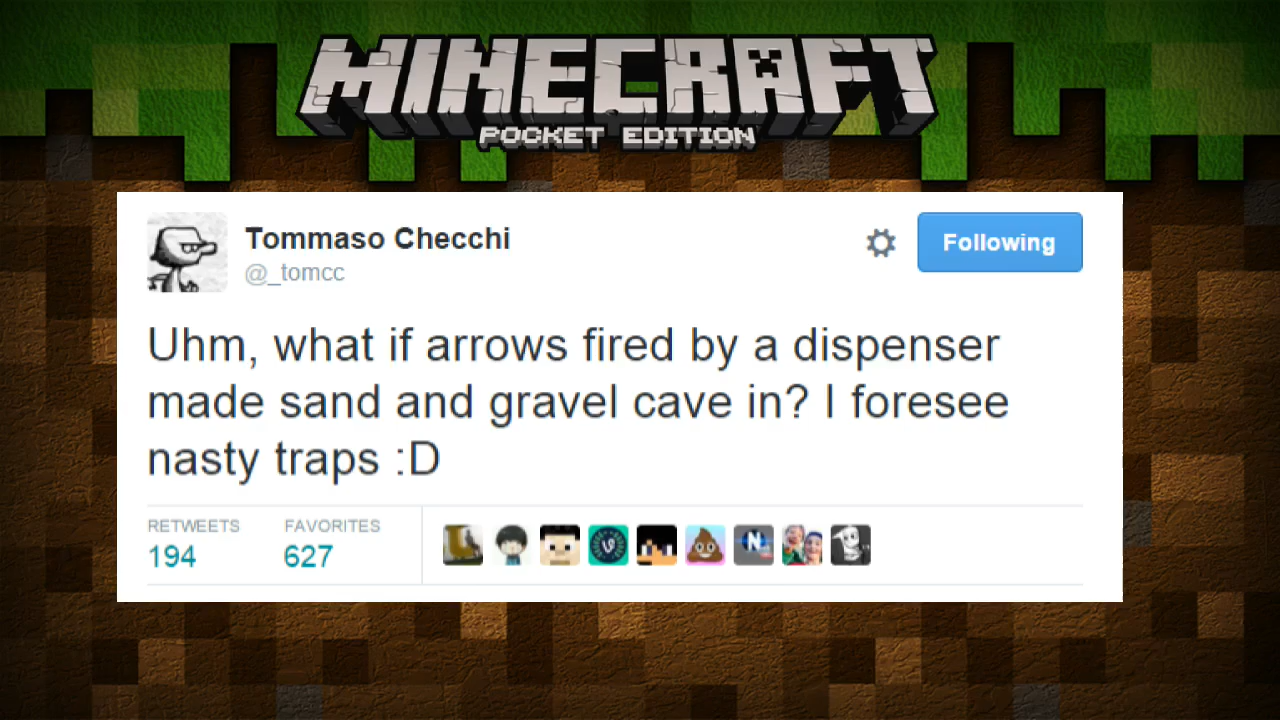 MINECRAFT
POCKET EDITION
Tommaso Checchi
@_tomcc
Following
Uhm, what if arrows fired by a dispenser
made sand and gravel cave in? I foresee
nasty traps :D
RETWEETS FAVORITES
194 627
N